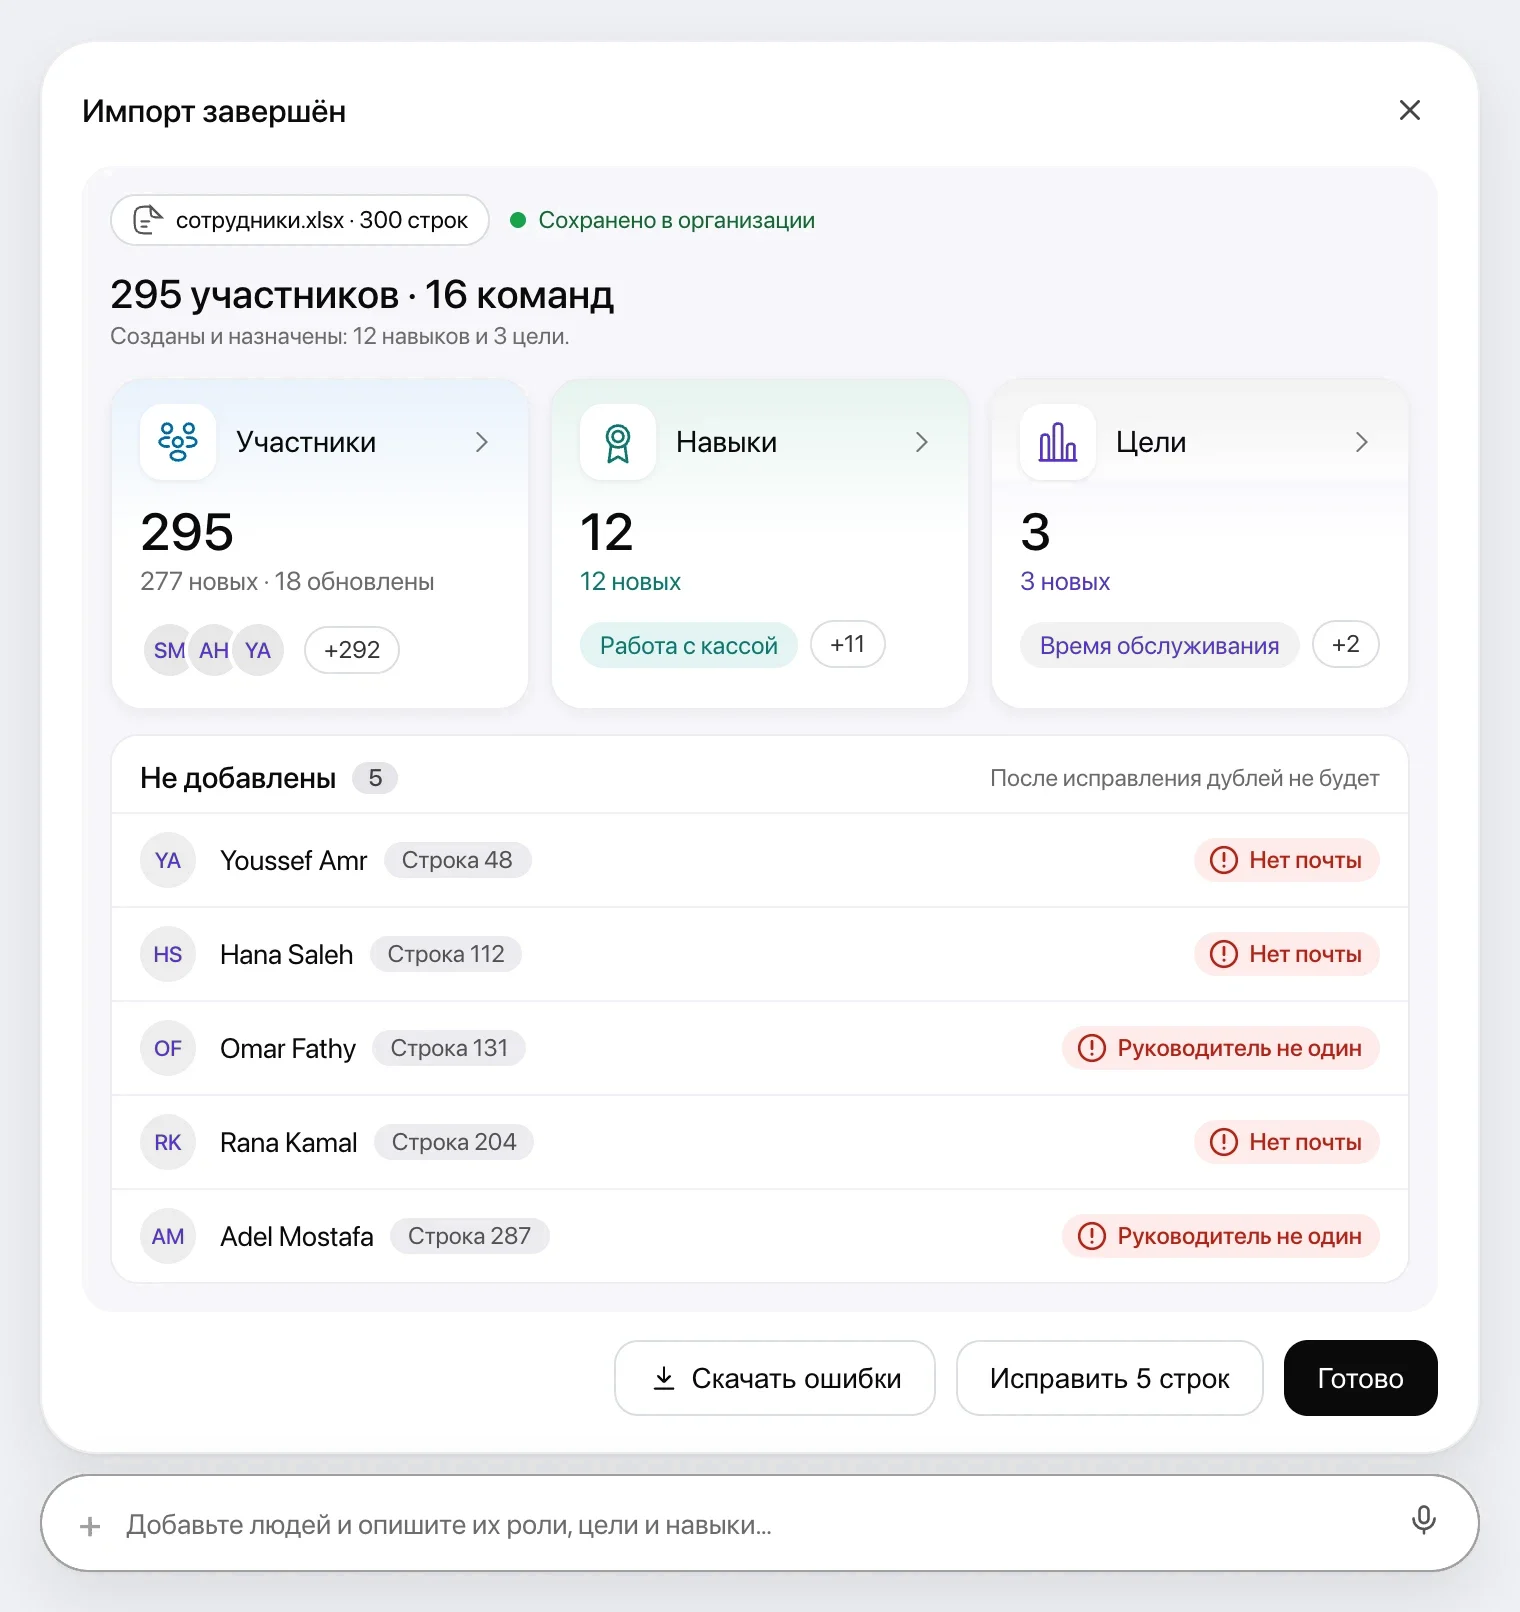 Импорт завершён
сотрудники.xlsx · 300 строк
Сохранено в организации
295 участников · 16 команд
Созданы и назначены: 12 навыков и 3 цели.
Участники
295
277 новых · 18 обновлены
SM AH YA +292
Навыки
12
12 новых
Работа с кассой +11
Цели
3
3 новых
Время обслуживания +2
Не добавлены 5
После исправления дублей не будет
YA Youssef Amr Строка 48 Нет почты
HS Hana Saleh Строка 112 Нет почты
OF Omar Fathy Строка 131 Руководитель не один
RK Rana Kamal Строка 204 Нет почты
AM Adel Mostafa Строка 287 Руководитель не один
Скачать ошибки
Исправить 5 строк
Готово
Добавьте людей и опишите их роли, цели и навыки...